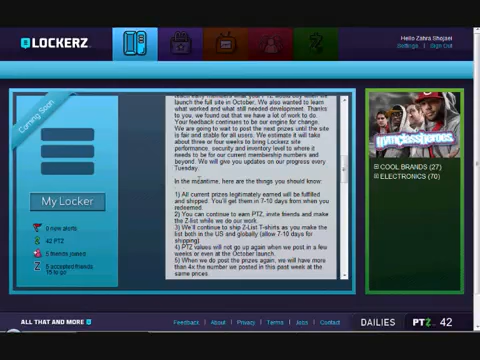 LOCKERZ
Hello Zahra Shojaei
Settings | Sign Out
Coming Soon
launch the full site in October. We also wanted to learn
what worked and what still needed development. Thanks
to you, we found out that we have a lot of work to do.
Your feedback continues to be our engine for change.
We are going to wait to post the next prizes until the site
is fair and stable for all users. We estimate it will take
about three or four weeks to bring Lockerz site
performance, security and inventory level to where it
needs to be for our current membership numbers and
beyond. We will give you updates on our progress every
Tuesday.
In the meantime, here are the things you should know:
1) All current prizes legitimately earned will be fulfilled
and shipped. You'll get them in 7-10 days from when you
redeemed.
2) You can continue to earn PTZ, invite friends and make
the Z-list while we do our work.
3) We'll continue to ship Z-List T-shirts as you make the
list both in the US and globally (allow 7-10 days for
shipping)
4) PTZ values will not go up again when we post in a few
weeks or even at the October launch.
5) When we do post the prizes again, we will have more
than 4x the number we posted in this past week at the
same prices.
My Locker
0 new alerts
42 PTZ
5 friends joined
5 accepted friends
15 to go
gymclassheroes
COOL BRANDS (27)
ELECTRONICS (70)
ALL THAT AND MORE
Feedback | About | Privacy | Terms | Jobs | Contact
DAILIES
PTZ 42